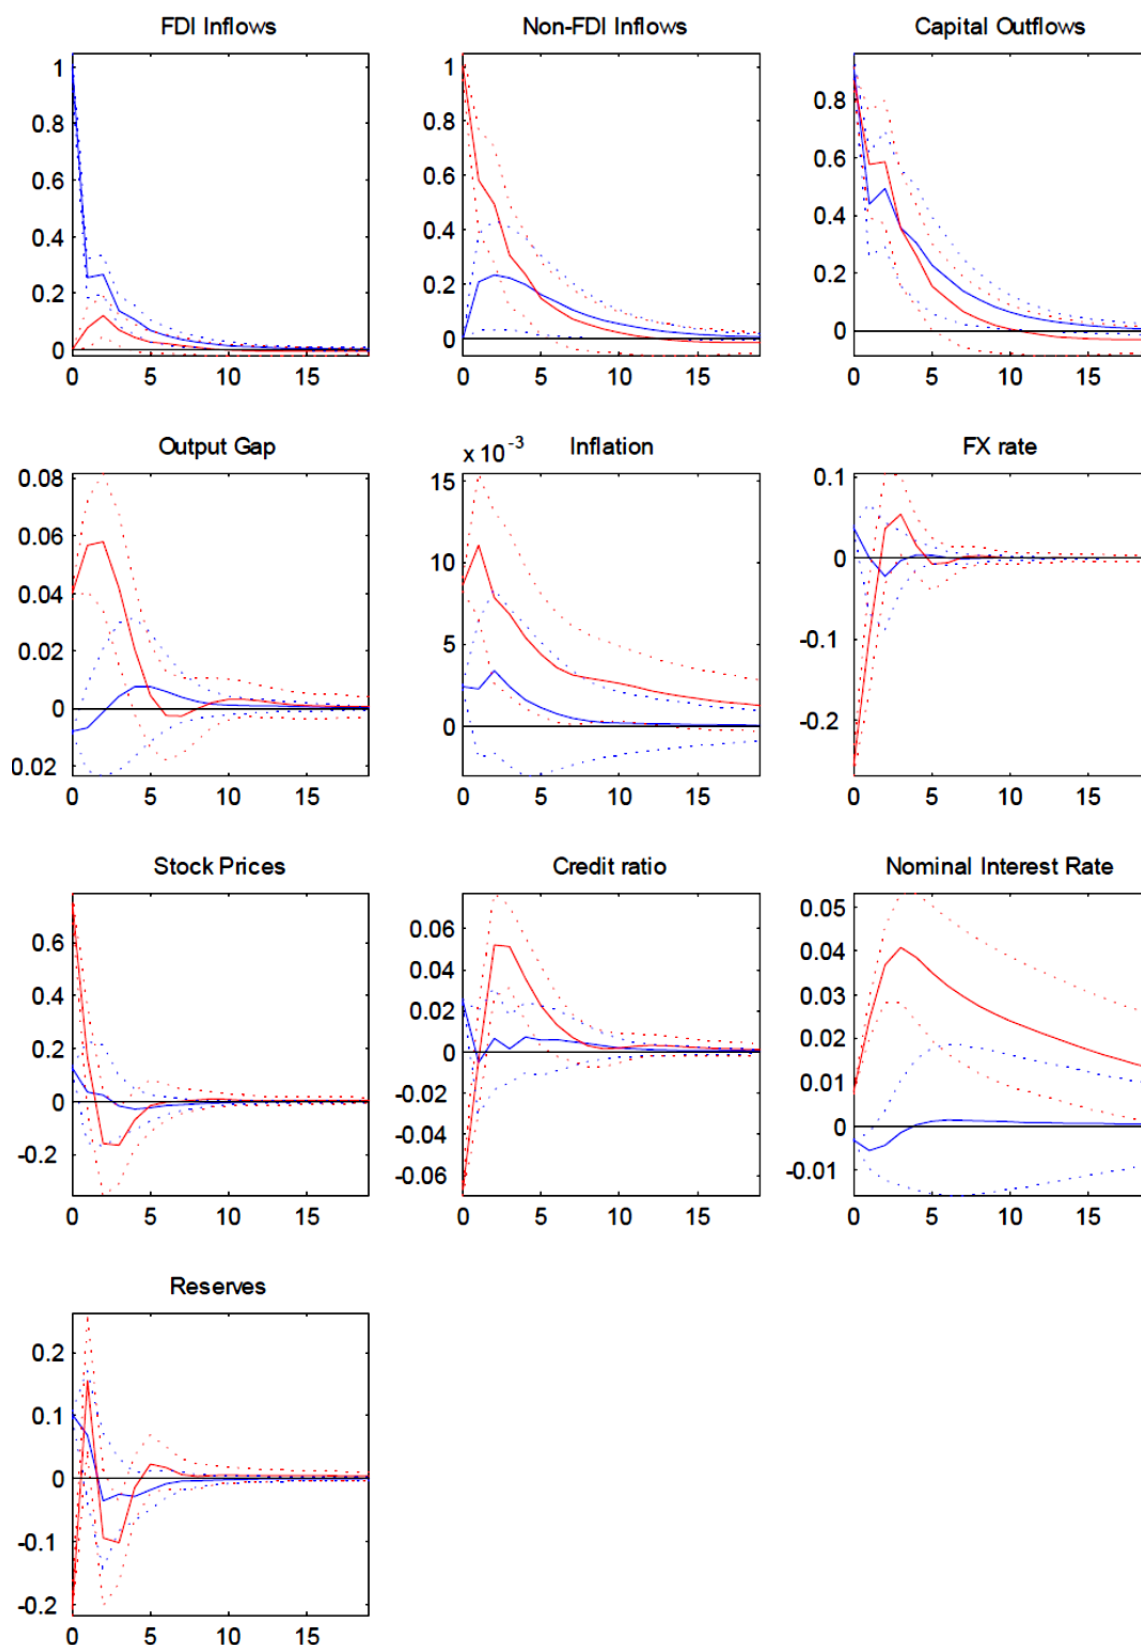 FDI Inflows
Non-FDI Inflows
Capital Outflows
1
0.8
0.6
0.4
0.2
0
0 5 10 15
1
0.8
0.6
0.4
0.2
0
0 5 10 15
0.8
0.6
0.4
0.2
0
0 5 10 15
Output Gap
Inflation
FX rate
0.08
0.06
0.04
0.02
0
0.02
0 5 10 15
x 10⁻³
15
10
5
0
0 5 10 15
0.1
0
-0.1
-0.2
0 5 10 15
Stock Prices
Credit ratio
Nominal Interest Rate
0.6
0.4
0.2
0
-0.2
0 5 10 15
0.06
0.04
0.02
0
-0.02
-0.04
-0.06
0 5 10 15
0.05
0.04
0.03
0.02
0.01
0
-0.01
0 5 10 15
Reserves
0.2
0.1
0
-0.1
-0.2
0 5 10 15